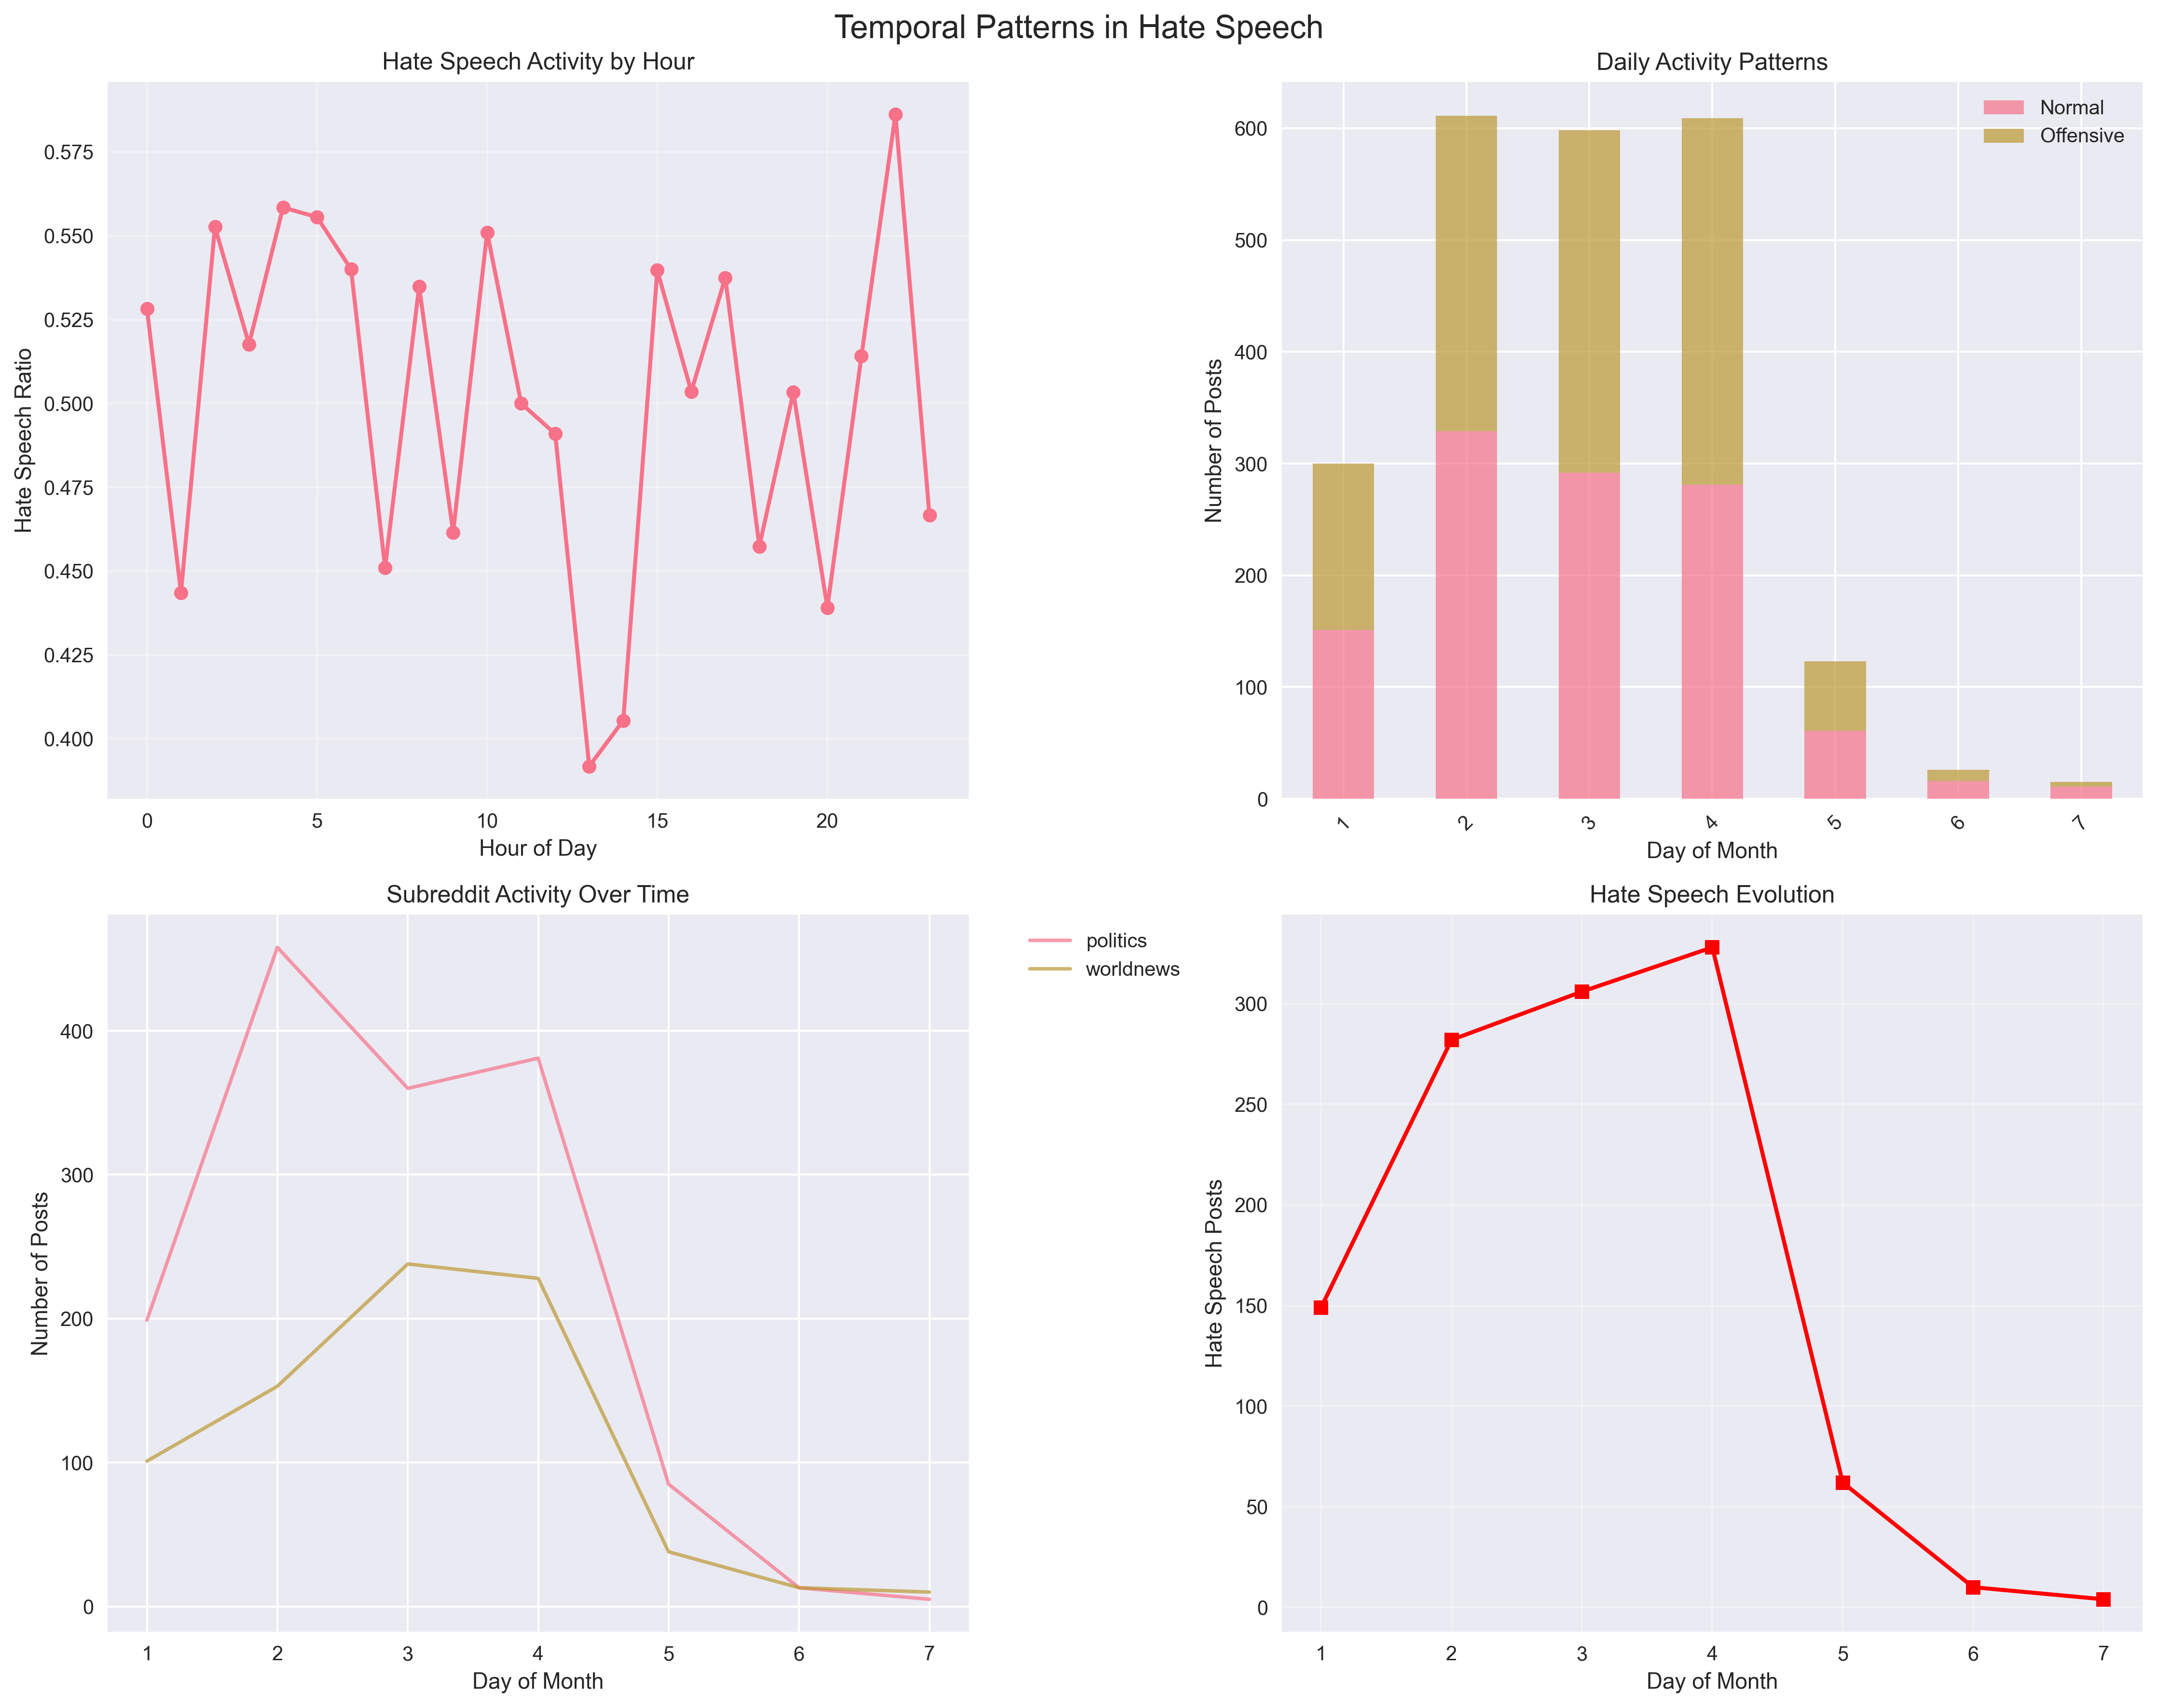 Temporal Patterns in Hate Speech
Hate Speech Activity by Hour
Hate Speech Ratio
0.575
0.550
0.525
0.500
0.475
0.450
0.425
0.400
0 5 10 15 20
Hour of Day
Daily Activity Patterns
Normal
Offensive
Number of Posts
600
500
400
300
200
100
0
1 2 3 4 5 6 7
Day of Month
Subreddit Activity Over Time
politics
worldnews
Number of Posts
400
300
200
100
0
1 2 3 4 5 6 7
Day of Month
Hate Speech Evolution
Hate Speech Posts
300
250
200
150
100
50
0
1 2 3 4 5 6 7
Day of Month